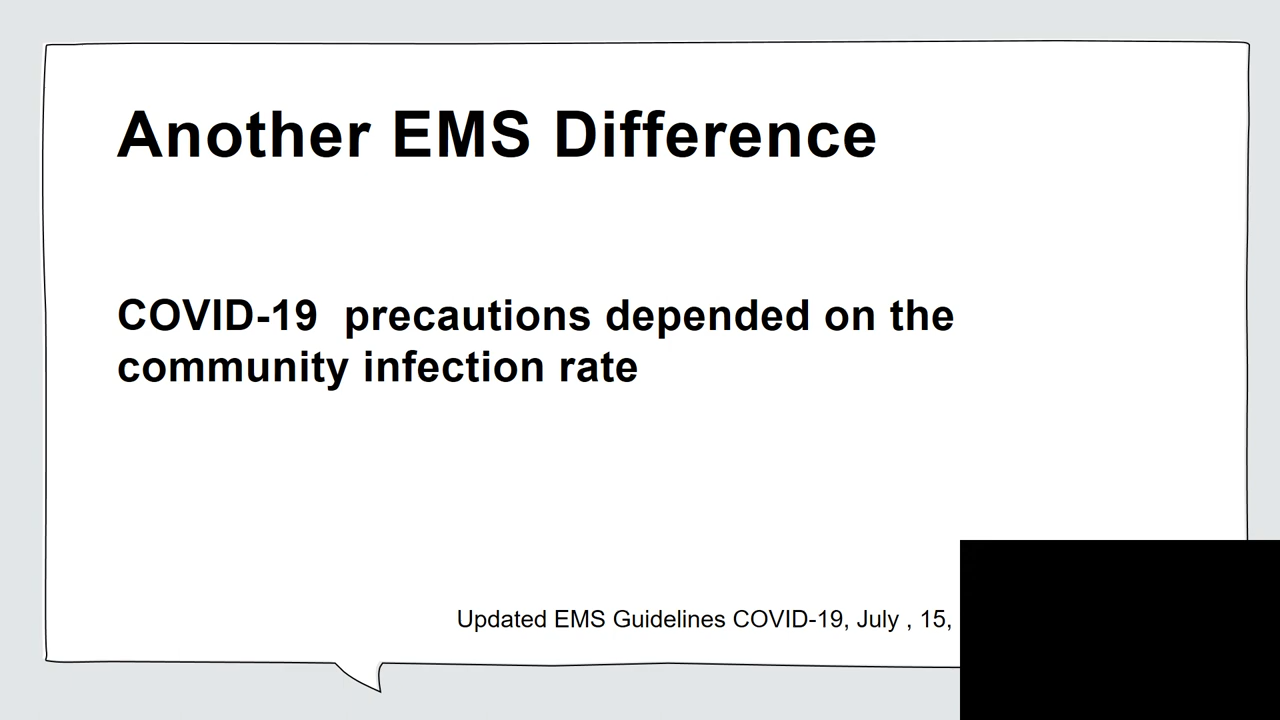 Another EMS Difference
COVID-19  precautions depended on the
community infection rate
Updated EMS Guidelines COVID-19, July , 15,